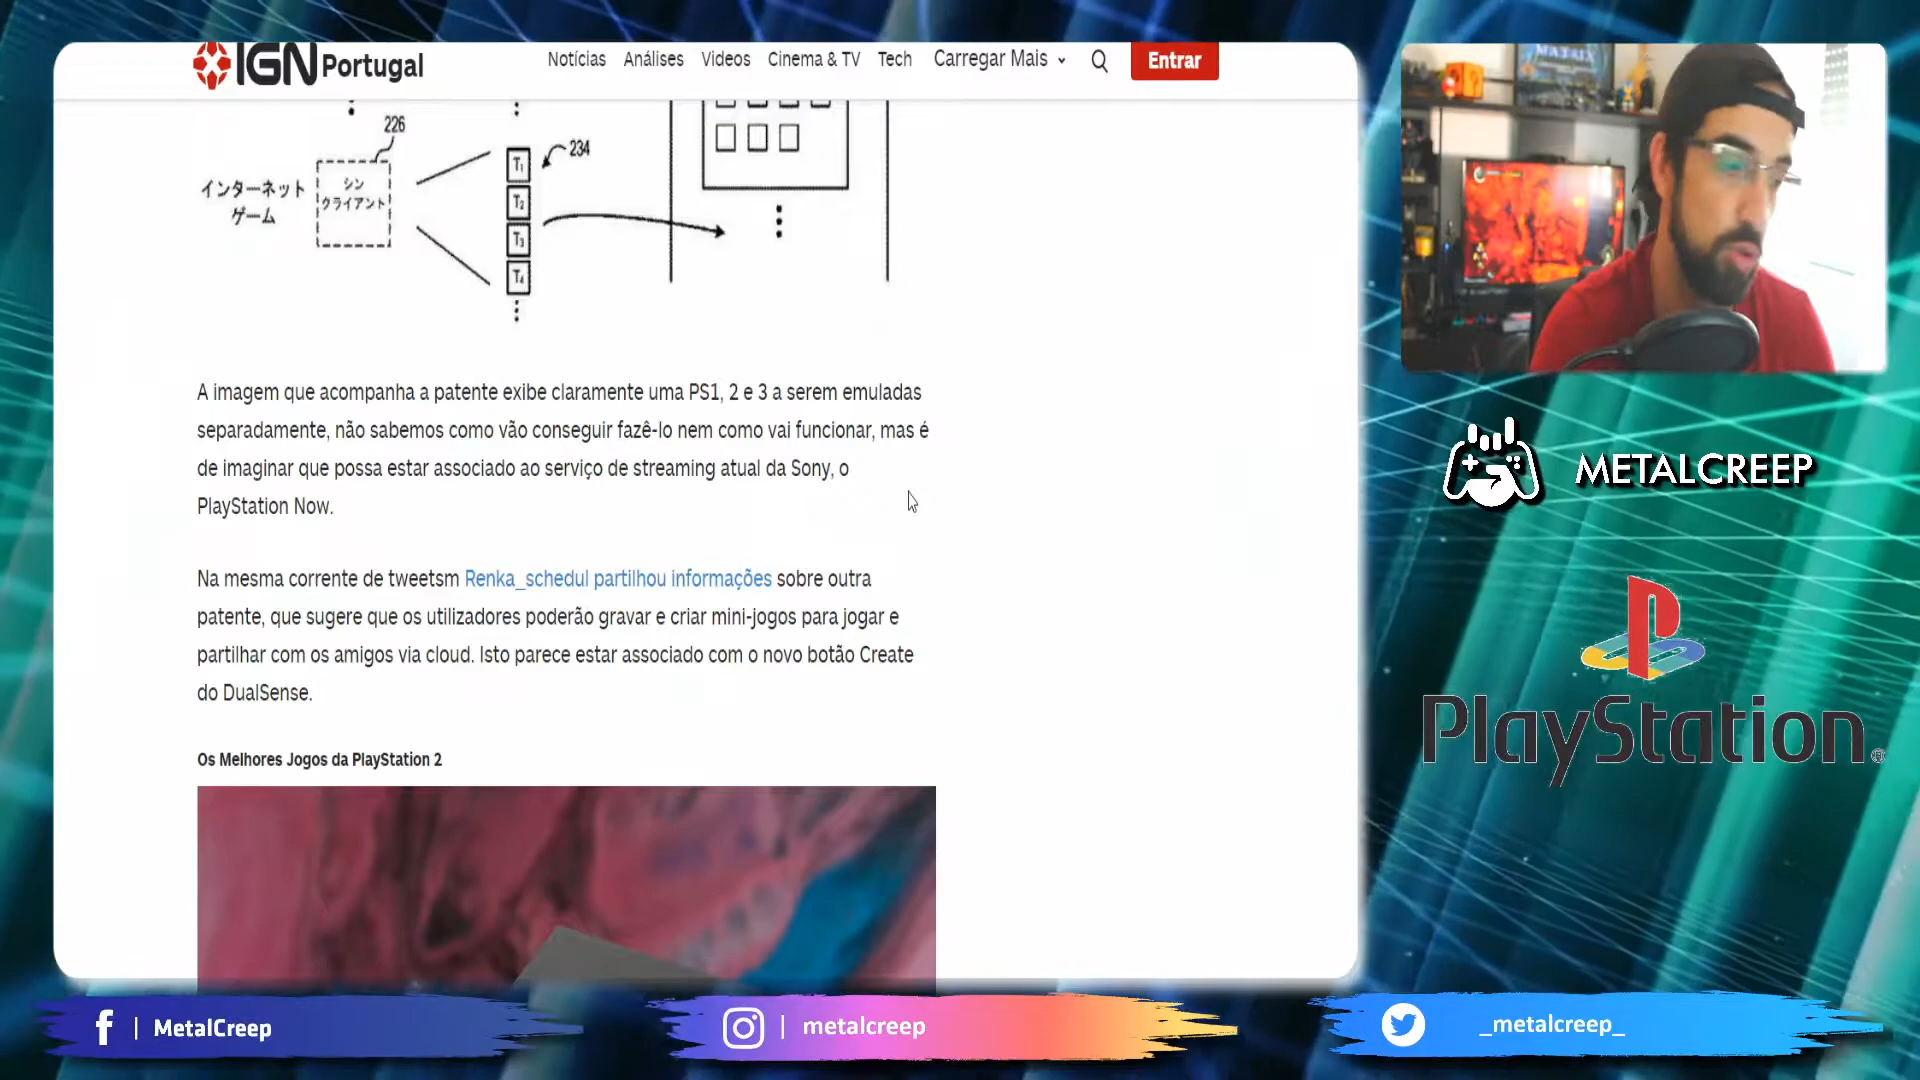 IGN Portugal
Notícias Análises Videos Cinema & TV Tech Carregar Mais Entrar
226
234
インターネット
ゲーム
シン
クライアント
T1
T2
T3
T4
A imagem que acompanha a patente exibe claramente uma PS1, 2 e 3 a serem emuladas
separadamente, não sabemos como vão conseguir fazê-lo nem como vai funcionar, mas é
de imaginar que possa estar associado ao serviço de streaming atual da Sony, o
PlayStation Now.
Na mesma corrente de tweetsm Renka_schedul partilhou informações sobre outra
patente, que sugere que os utilizadores poderão gravar e criar mini-jogos para jogar e
partilhar com os amigos via cloud. Isto parece estar associado com o novo botão Create
do DualSense.
Os Melhores Jogos da PlayStation 2
MATRIX
METALCREEP
PlayStation®
f | MetalCreep
| metalcreep
_metalcreep_